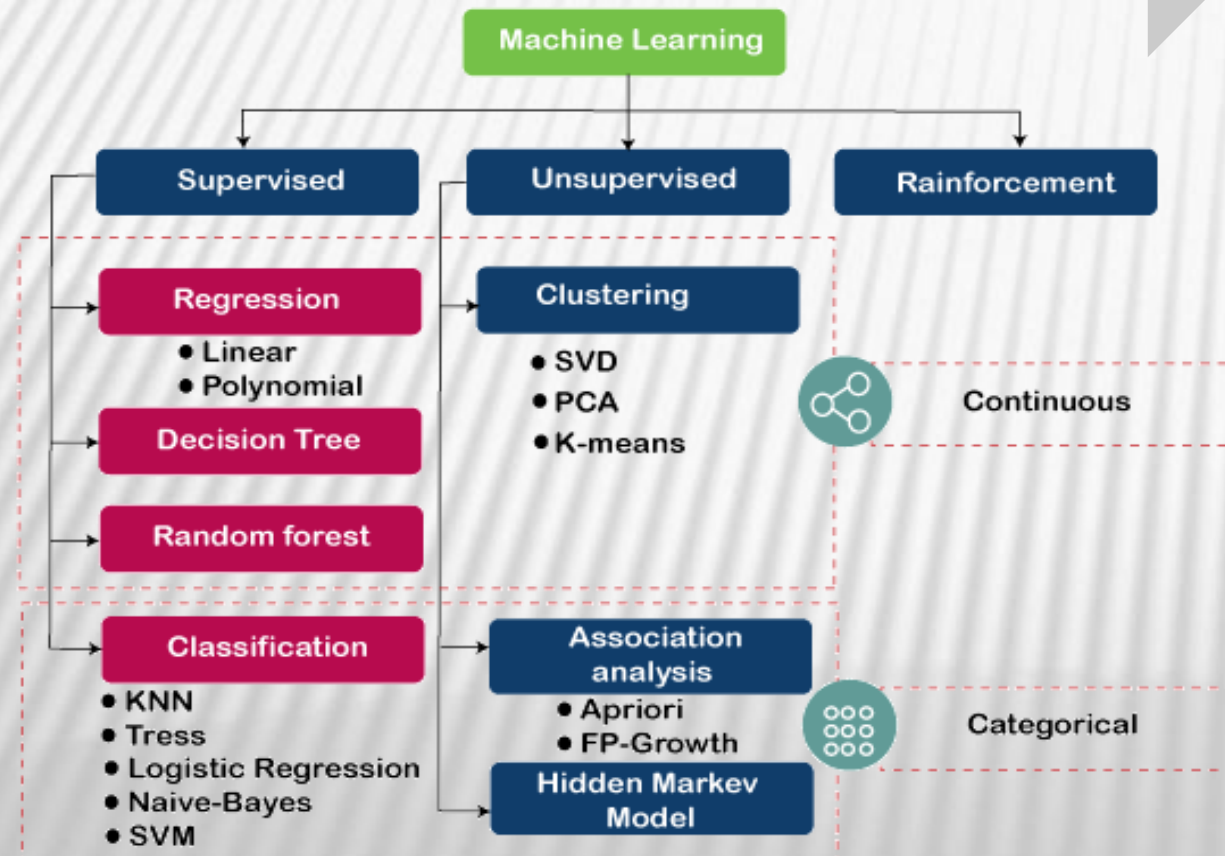 Machine Learning
Supervised
Unsupervised
Rainforcement
Regression
• Linear
• Polynomial
Decision Tree
Random forest
Clustering
• SVD
• PCA
• K-means
Continuous
Classification
• KNN
• Tress
• Logistic Regression
• Naive-Bayes
• SVM
Association
analysis
• Apriori
• FP-Growth
Hidden Markev
Model
Categorical